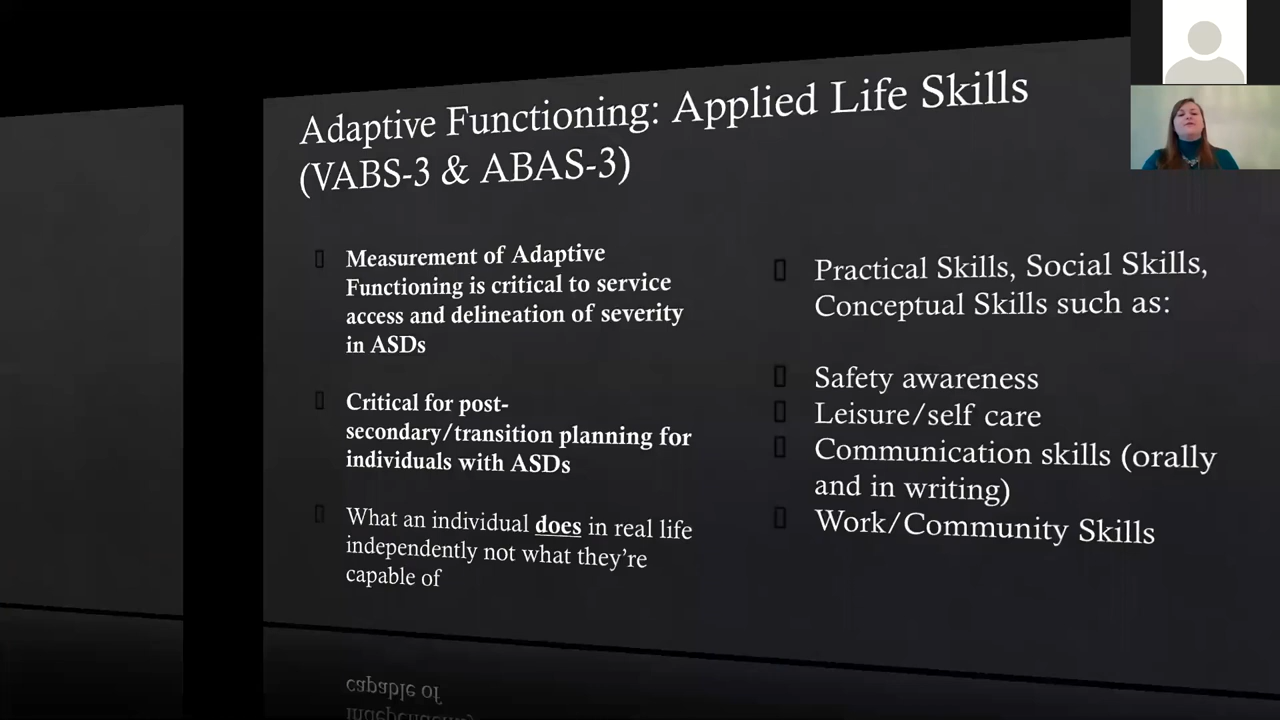 Adaptive Functioning: Applied Life Skills
(VABS-3 & ABAS-3)
Measurement of Adaptive
Functioning is critical to service
access and delineation of severity
in ASDs
Critical for post-
secondary/transition planning for
individuals with ASDs
What an individual does in real life
independently not what they're
capable of
Practical Skills, Social Skills,
Conceptual Skills such as:
Safety awareness
Leisure/self care
Communication skills (orally
and in writing)
Work/Community Skills
capable of